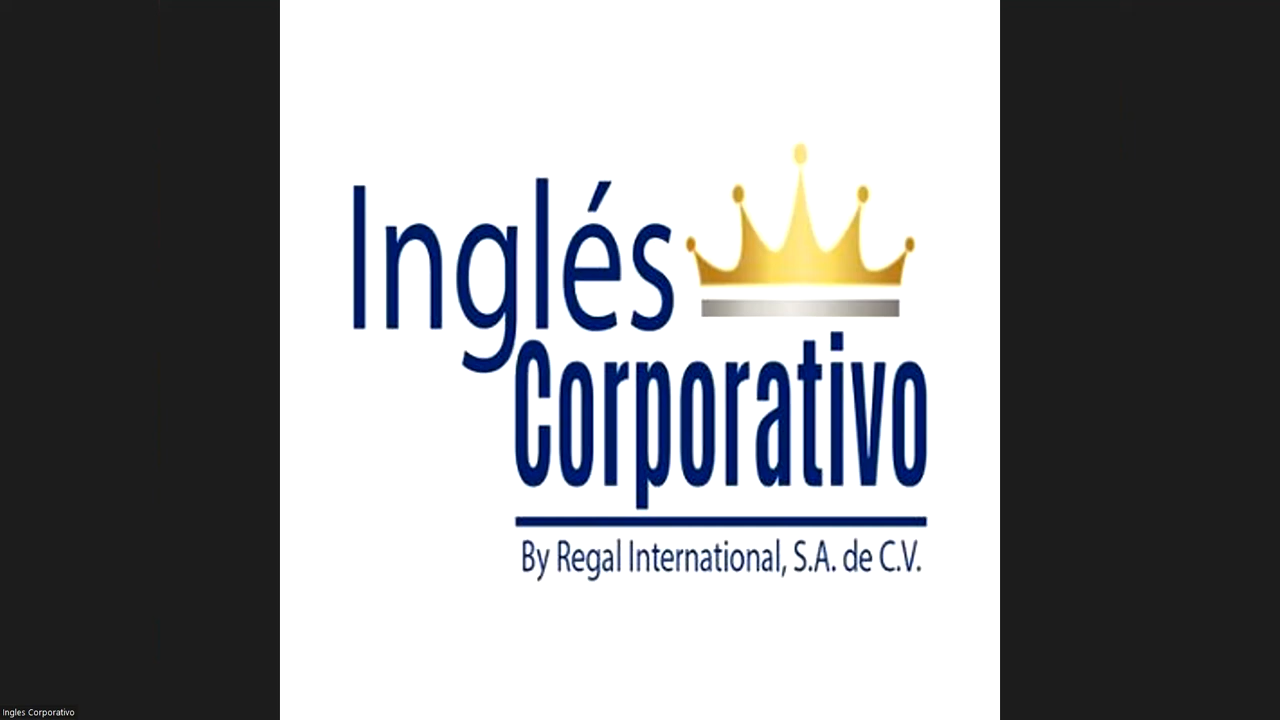 Inglés
Corporativo
By Regal International, S.A. de C.V.
Ingles Corporativo